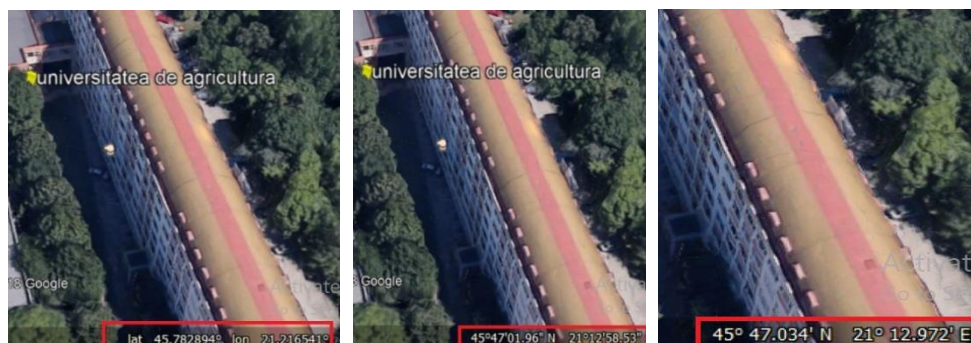 universitatea de agricultura
universitatea de agricultura
Google
Google
Activate
lat 45.782894° lon 21.216541°
45°47'01.96" N 21°12'58.53"
45° 47.034' N 21° 12.972' E